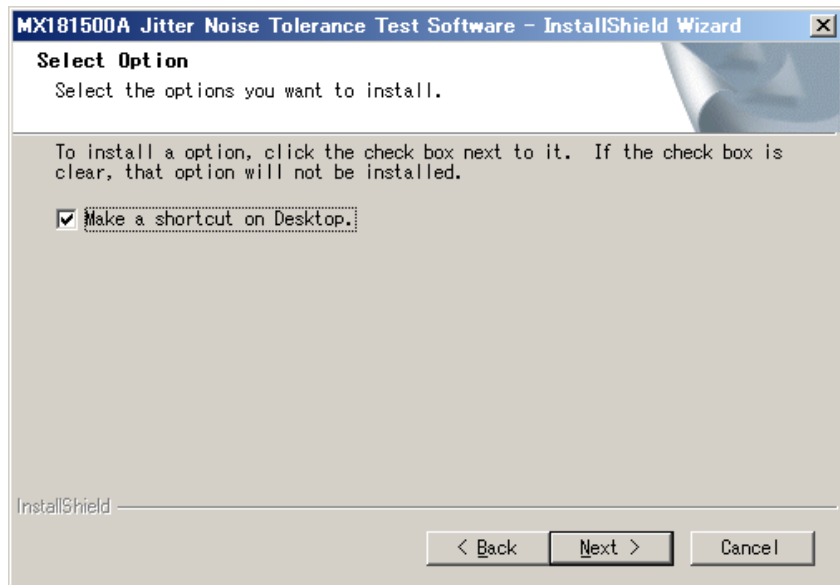 MX181500A Jitter Noise Tolerance Test Software - InstallShield Wizard
Select Option
Select the options you want to install.
To install a option, click the check box next to it. If the check box is
clear, that option will not be installed.
Make a shortcut on Desktop.
InstallShield
< Back Next > Cancel